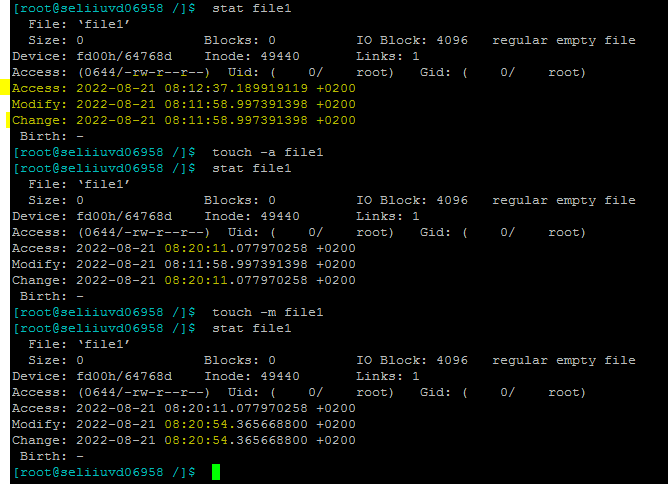 [root@seliiuvd06958 /]$  stat file1
  File: ‘file1’
  Size: 0               Blocks: 0          IO Block: 4096   regular empty file
Device: fd00h/64768d    Inode: 49440       Links: 1
Access: (0644/-rw-r--r--)  Uid: (    0/    root)   Gid: (    0/    root)
Access: 2022-08-21 08:12:37.189919119 +0200
Modify: 2022-08-21 08:11:58.997391398 +0200
Change: 2022-08-21 08:11:58.997391398 +0200
 Birth: -
[root@seliiuvd06958 /]$  touch -a file1
[root@seliiuvd06958 /]$  stat file1
  File: ‘file1’
  Size: 0               Blocks: 0          IO Block: 4096   regular empty file
Device: fd00h/64768d    Inode: 49440       Links: 1
Access: (0644/-rw-r--r--)  Uid: (    0/    root)   Gid: (    0/    root)
Access: 2022-08-21 08:20:11.077970258 +0200
Modify: 2022-08-21 08:11:58.997391398 +0200
Change: 2022-08-21 08:20:11.077970258 +0200
 Birth: -
[root@seliiuvd06958 /]$  touch -m file1
[root@seliiuvd06958 /]$  stat file1
  File: ‘file1’
  Size: 0               Blocks: 0          IO Block: 4096   regular empty file
Device: fd00h/64768d    Inode: 49440       Links: 1
Access: (0644/-rw-r--r--)  Uid: (    0/    root)   Gid: (    0/    root)
Access: 2022-08-21 08:20:11.077970258 +0200
Modify: 2022-08-21 08:20:54.365668800 +0200
Change: 2022-08-21 08:20:54.365668800 +0200
 Birth: -
[root@seliiuvd06958 /]$